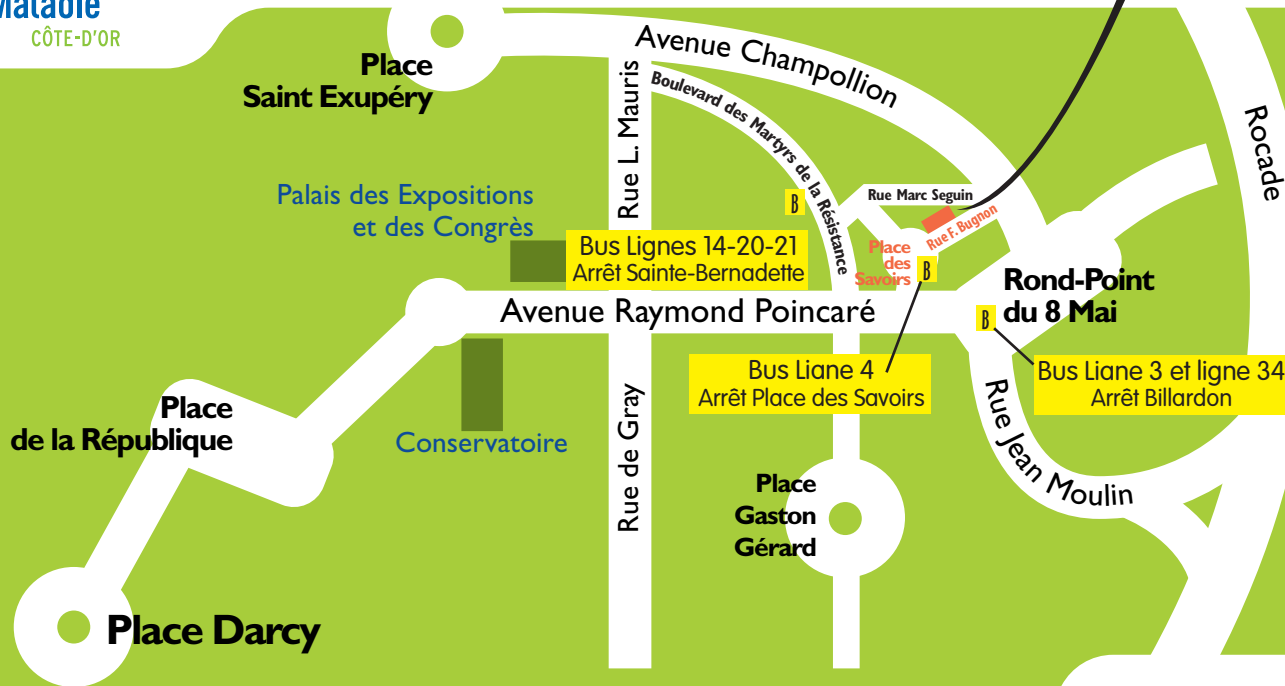 Maladie
CÔTE-D'OR
Place
Saint Exupéry
Avenue Champollion
Rocade
Rue L. Mauris
Boulevard des Martyrs de la Résistance
Palais des Expositions
et des Congrès
B
Rue Marc Seguin
Rue F. Bugnon
Place
des
Savoirs
B
Bus Lignes 14-20-21
Arrêt Sainte-Bernadette
Avenue Raymond Poincaré
Rond-Point
du 8 Mai
B
Bus Liane 4
Arrêt Place des Savoirs
Bus Liane 3 et ligne 34
Arrêt Billardon
Place
de la République
Conservatoire
Rue de Gray
Rue Jean Moulin
Place
Gaston
Gérard
Place Darcy